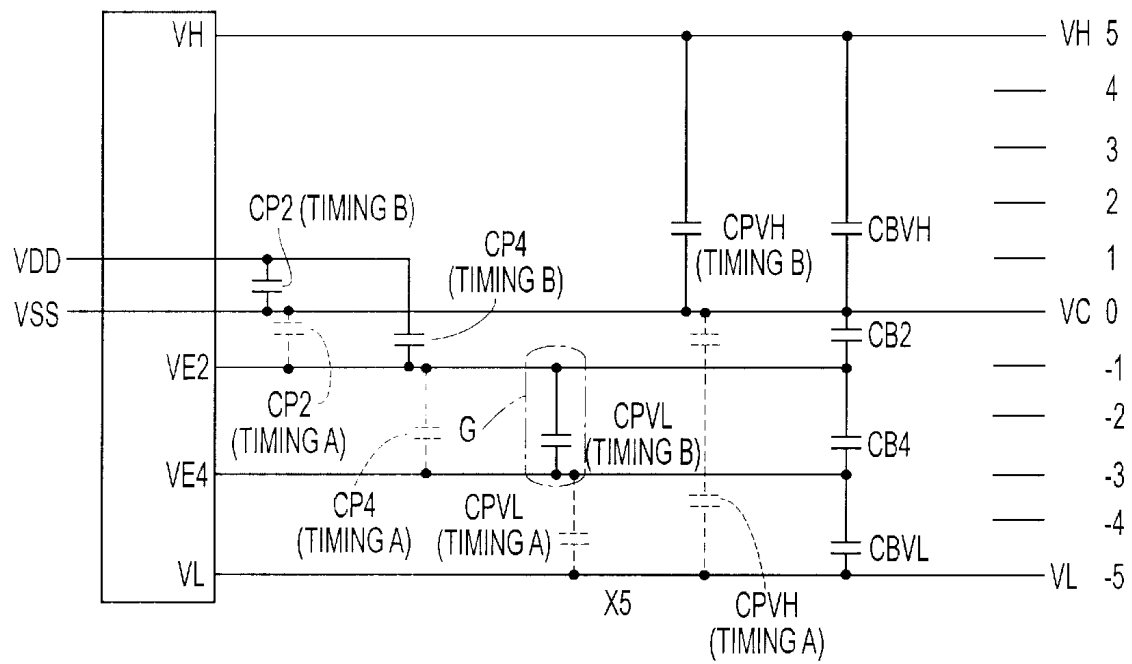 VH
VH 5
4
3
CP2 (TIMING B)
2
CP4
(TIMING B)
CPVH
(TIMING B)
CBVH
VDD
1
VSS
VC 0
CB2
VE2
-1
CP2
(TIMING A)
G
CPVL
(TIMING B)
-2
CB4
VE4
-3
CP4
(TIMING A)
CPVL
(TIMING A)
-4
CBVL
VL
VL -5
X5
CPVH
(TIMING A)